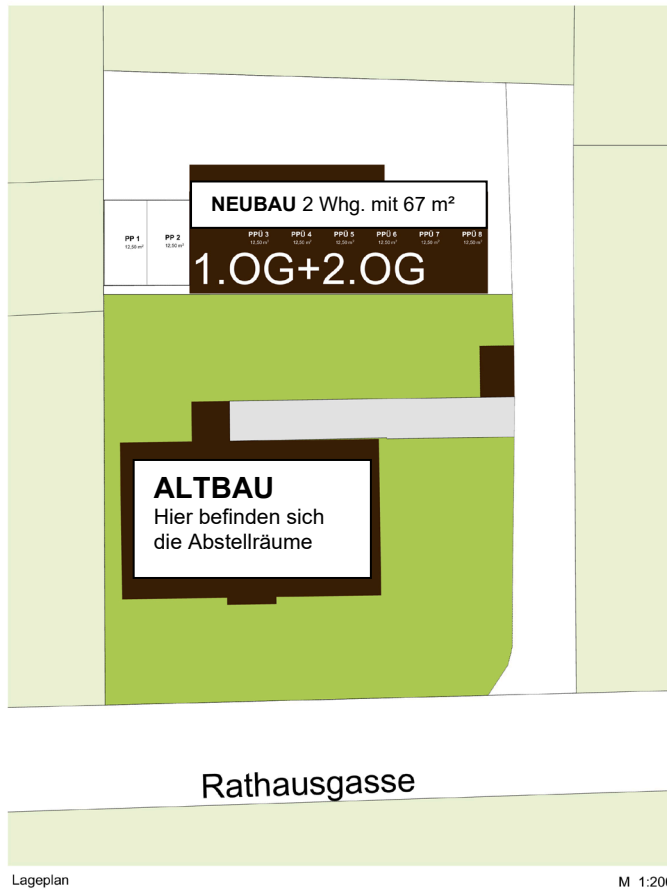 NEUBAU 2 Whg. mit 67 m²
PP 1
12,50 m²
PP 2
12,50 m²
PPÜ 3
12,50 m²
PPÜ 4
12,50 m²
PPÜ 5
12,50 m²
PPÜ 6
12,50 m²
PPÜ 7
12,50 m²
PPÜ 8
12,50 m²
1.OG+2.OG
ALTBAU
Hier befinden sich
die Abstellräume
Rathausgasse
Lageplan
M 1:200